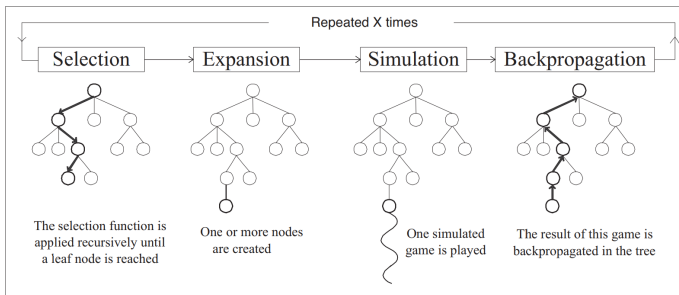 Repeated X times
Selection
Expansion
Simulation
Backpropagation
The selection function is
applied recursively until
a leaf node is reached
One or more nodes
are created
One simulated
game is played
The result of this game is
backpropagated in the tree